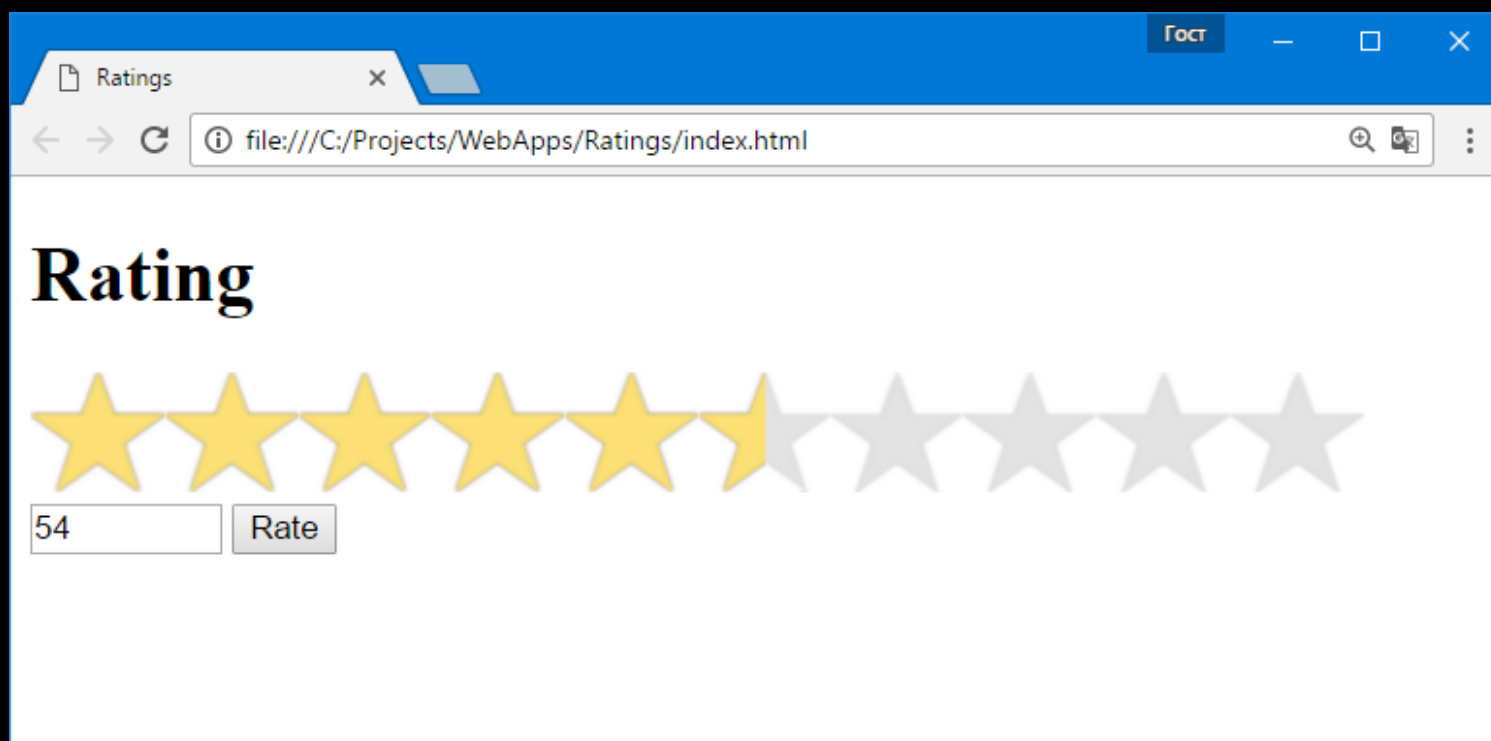 Гост
Ratings
file:///C:/Projects/WebApps/Ratings/index.html
Rating
54 Rate